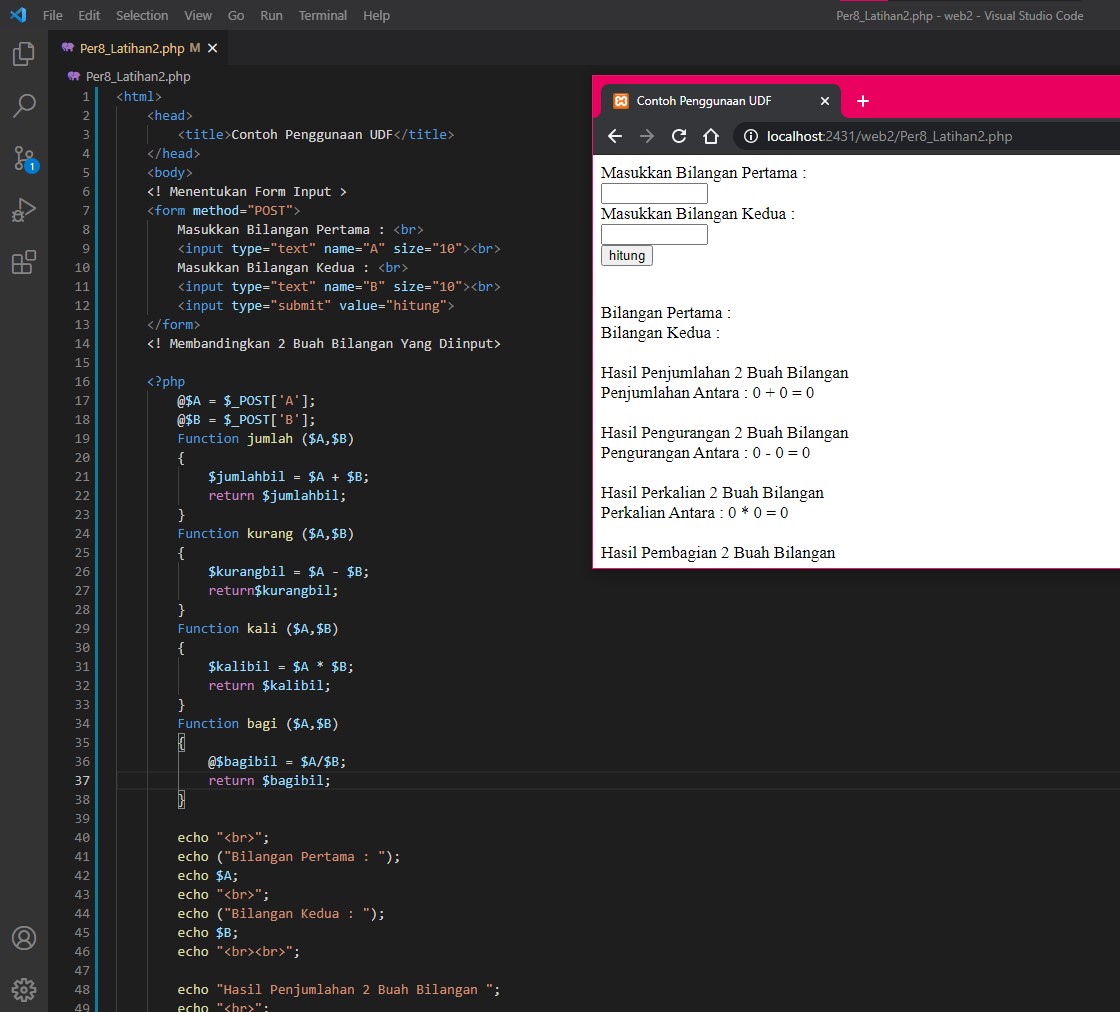 File Edit Selection View Go Run Terminal Help
Per8_Latihan2.php - web2 - Visual Studio Code
Per8_Latihan2.php M
Per8_Latihan2.php
1 <html>
2 <head>
3 <title>Contoh Penggunaan UDF</title>
4 </head>
5 <body>
6 <! Menentukan Form Input >
7 <form method="POST">
8 Masukkan Bilangan Pertama : <br>
9 <input type="text" name="A" size="10"><br>
10 Masukkan Bilangan Kedua : <br>
11 <input type="text" name="B" size="10"><br>
12 <input type="submit" value="hitung">
13 </form>
14 <! Membandingkan 2 Buah Bilangan Yang Diinput>
15
16 <?php
17 @$A = $_POST['A'];
18 @$B = $_POST['B'];
19 Function jumlah ($A,$B)
20 {
21 $jumlahbil = $A + $B;
22 return $jumlahbil;
23 }
24 Function kurang ($A,$B)
25 {
26 $kurangbil = $A - $B;
27 return$kurangbil;
28 }
29 Function kali ($A,$B)
30 {
31 $kalibil = $A * $B;
32 return $kalibil;
33 }
34 Function bagi ($A,$B)
35 {
36 @$bagibil = $A/$B;
37 return $bagibil;
38 }
39
40 echo "<br>";
41 echo ("Bilangan Pertama : ");
42 echo $A;
43 echo "<br>";
44 echo ("Bilangan Kedua : ");
45 echo $B;
46 echo "<br><br>";
47
48 echo "Hasil Penjumlahan 2 Buah Bilangan ";
49 echo "<br>";
1
Contoh Penggunaan UDF
localhost:2431/web2/Per8_Latihan2.php
Masukkan Bilangan Pertama :
Masukkan Bilangan Kedua :
hitung
Bilangan Pertama :
Bilangan Kedua :
Hasil Penjumlahan 2 Buah Bilangan
Penjumlahan Antara : 0 + 0 = 0
Hasil Pengurangan 2 Buah Bilangan
Pengurangan Antara : 0 - 0 = 0
Hasil Perkalian 2 Buah Bilangan
Perkalian Antara : 0 * 0 = 0
Hasil Pembagian 2 Buah Bilangan